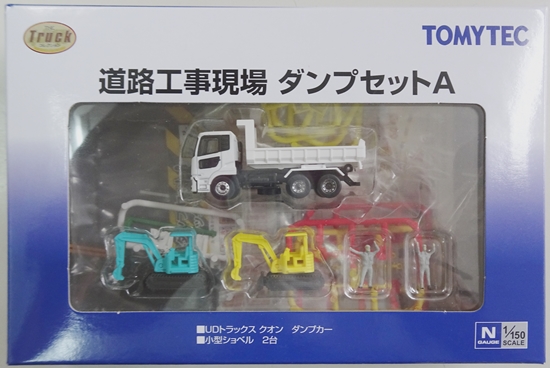 THE Truck
TOMYTEC
道路工事現場 ダンプセットA
■UDトラックス クオン ダンプカー
■小型ショベル 2台
N GAUGE 1/150 SCALE